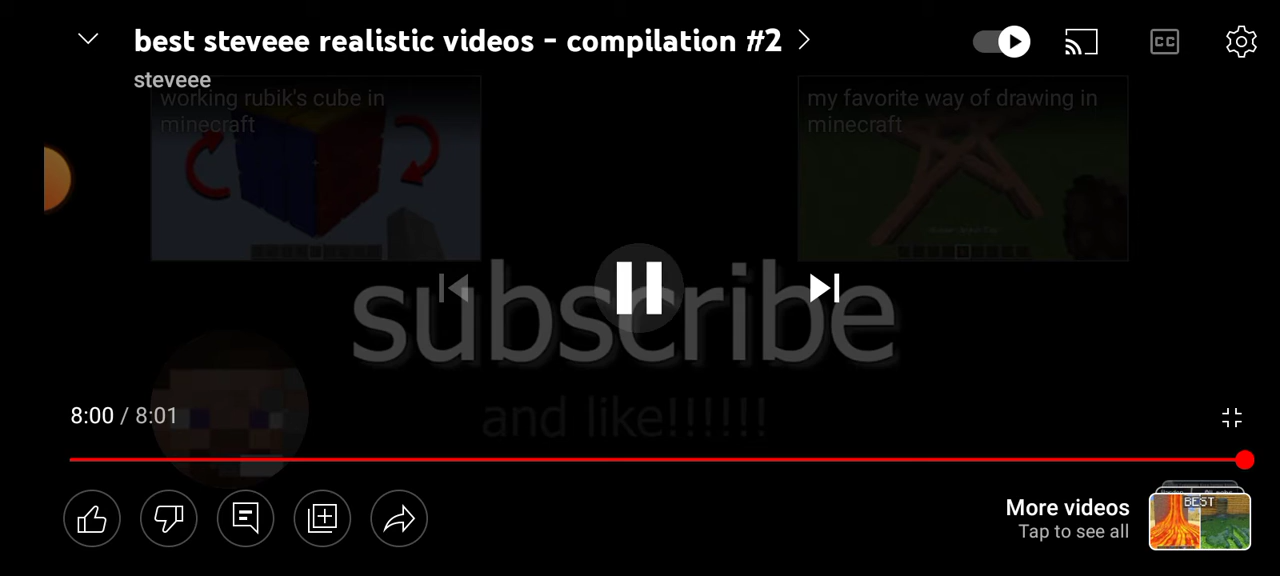 best steveee realistic videos - compilation #2
steveee
CC
working rubik's cube in
minecraft
my favorite way of drawing in
minecraft
subscribe
and like!!!!!!
8:00 / 8:01
More videos
Tap to see all
BEST